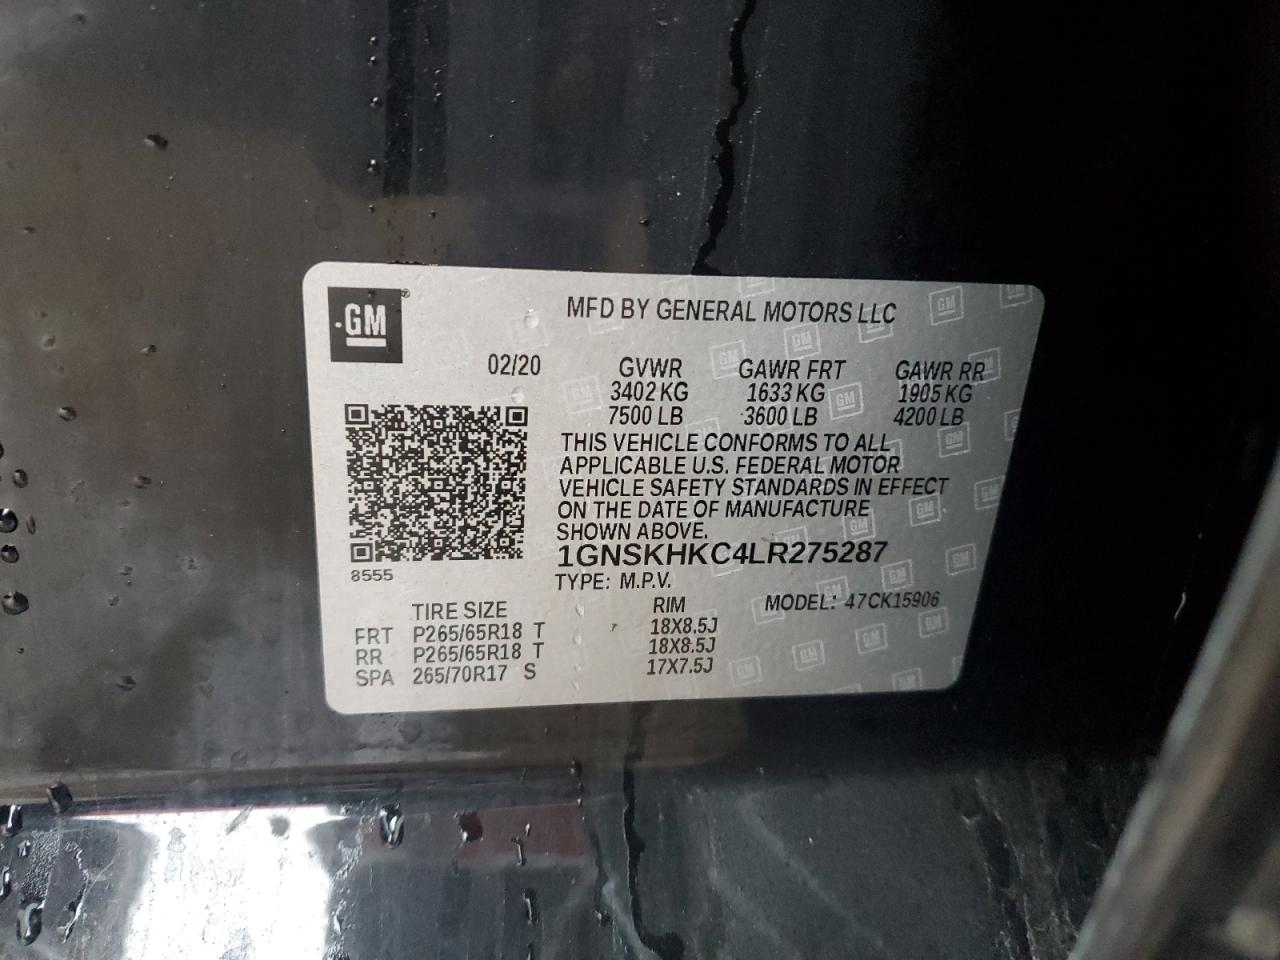 GM
MFD BY GENERAL MOTORS LLC
02/20 GVWR GAWR FRT GAWR RR
3402 KG 1633 KG 1905 KG
7500 LB 3600 LB 4200 LB
THIS VEHICLE CONFORMS TO ALL
APPLICABLE U.S. FEDERAL MOTOR
VEHICLE SAFETY STANDARDS IN EFFECT
ON THE DATE OF MANUFACTURE
SHOWN ABOVE.
1GNSKHKC4LR275287
8555
TYPE: M.P.V.
TIRE SIZE RIM MODEL: 47CK15906
FRT P265/65R18 T 18X8.5J
RR P265/65R18 T 18X8.5J
SPA 265/70R17 S 17X7.5J